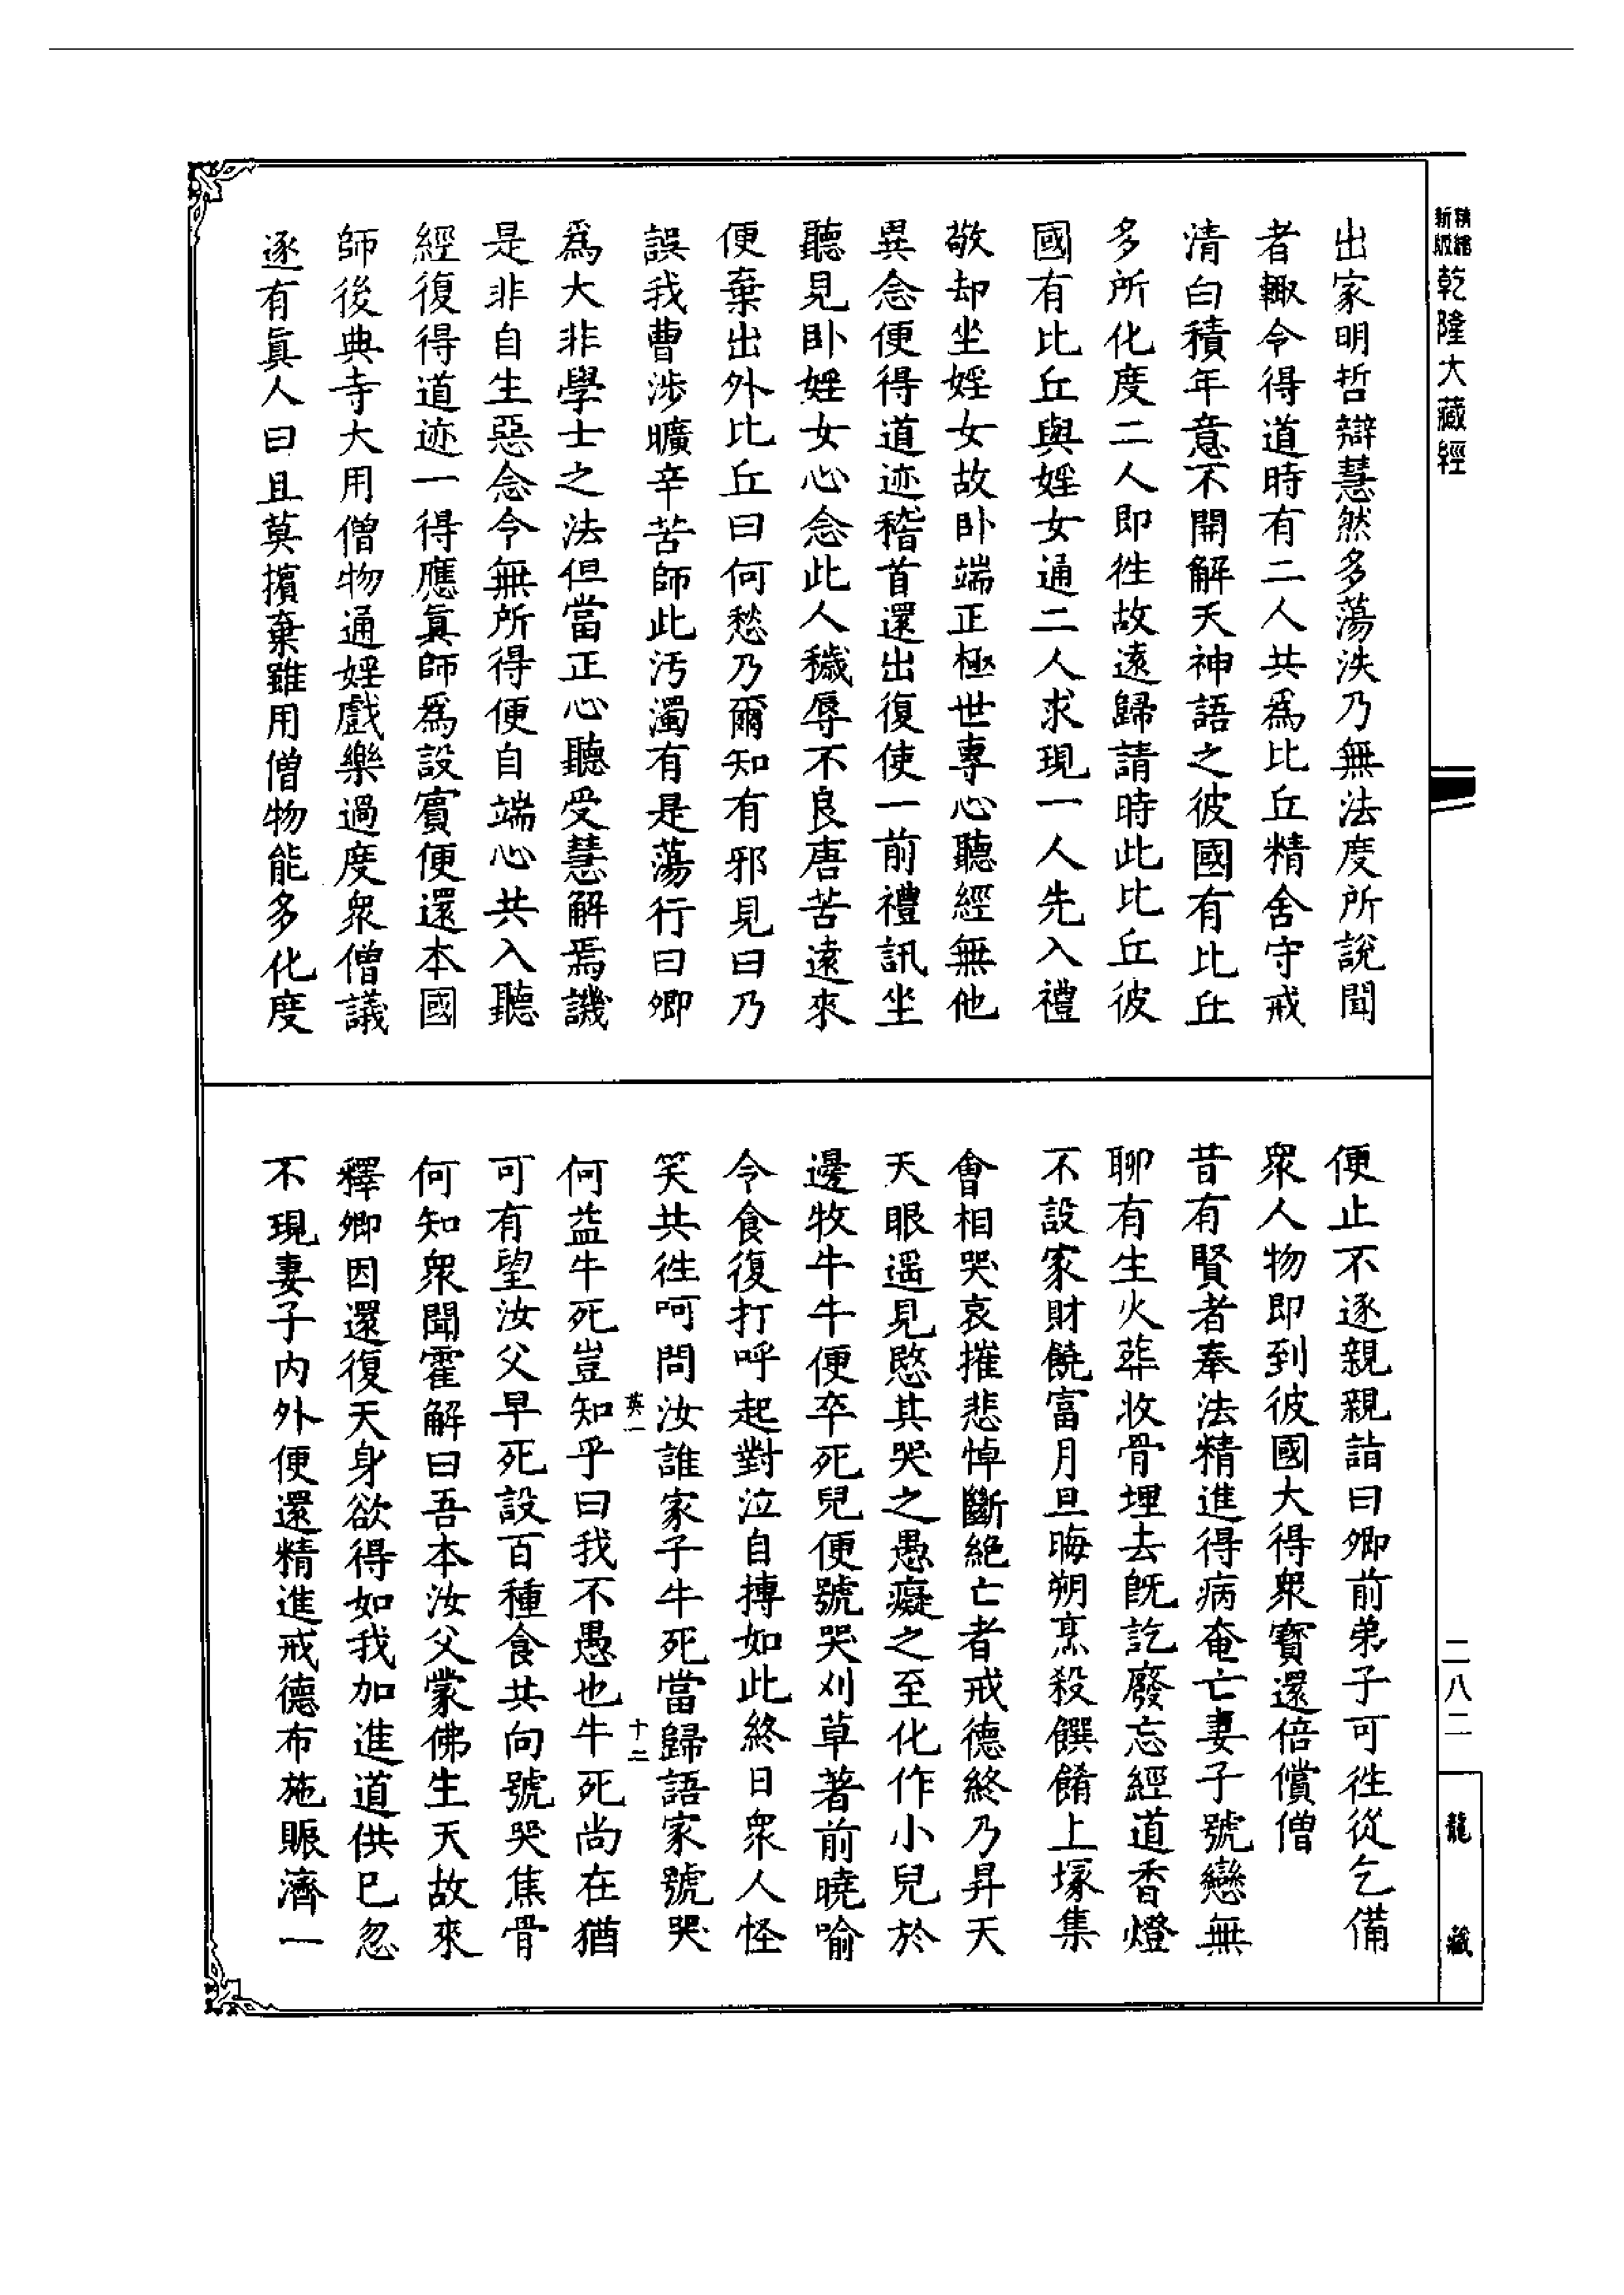 精縮新版乾隆大藏經
出家明哲辯慧然多蕩泆乃無法度所說聞
者輙令得道時有二人共爲比丘精舍守戒
清白積年意不開解天神語之彼國有比丘
多所化度二人即徃故遠歸請時此比丘彼
國有比丘與婬女通二人求現一人先入禮
敬却坐婬女故卧端正極世專心聽經無他
異念便得道迹稽首還出復使一前禮訊坐
聽見卧婬女心念此人穢辱不良唐苦遠來
便棄出外比丘曰何愁乃爾知有邪見曰乃
誤我曹涉曠辛苦師此汚濁有是蕩行曰卿
爲大非學士之法但當正心聽受慧解焉譏
是非自生惡念今無所得便自端心共入聽
經復得道迹一得應眞師爲設賔便還本國
師後典寺大用僧物通婬戲樂過度衆僧議
逐有眞人曰且莫擯棄雖用僧物能多化度
便止不逐親親詣曰卿前弟子可徃從乞備
衆人物即到彼國大得衆寳還倍償僧
昔有賢者奉法精進得病奄亡妻子號戀無
聊有生火葬收骨埋去既訖廢忘經道香燈
不設家財饒富月旦晦朔烹殺饌餚上塚集
會相哭哀摧悲悼斷絕亡者戒德終乃昇天
天眼遥見愍其哭之愚癡之至化作小兒於
邊牧牛牛便卒死兒便號哭刈草著前曉喻
令食復打呼起對泣自摶如此終日衆人怪
笑共徃呵問汝誰家子牛死當歸語家號哭
英一 十二
何益牛死豈知乎曰我不愚也牛死尚在猶
可有望汝父早死設百種食共向號哭焦骨
何知衆聞霍解曰吾本汝父蒙佛生天故來
釋卿因還復天身欲得如我加進道供已忽
不現妻子內外便還精進戒德布施賑濟一
二八二
龍藏